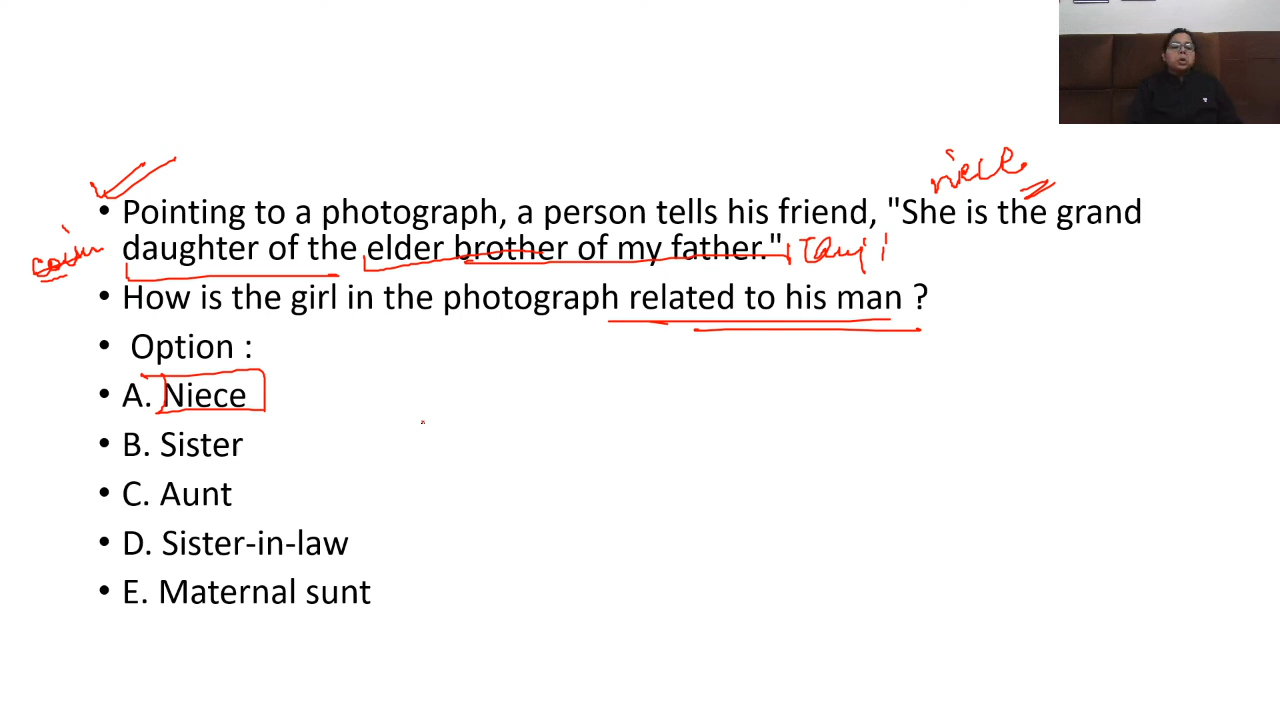 niece
• Pointing to a photograph, a person tells his friend, "She is the grand
daughter of the elder brother of my father."
• How is the girl in the photograph related to his man ?
• Option :
• A. Niece
• B. Sister
• C. Aunt
• D. Sister-in-law
• E. Maternal sunt